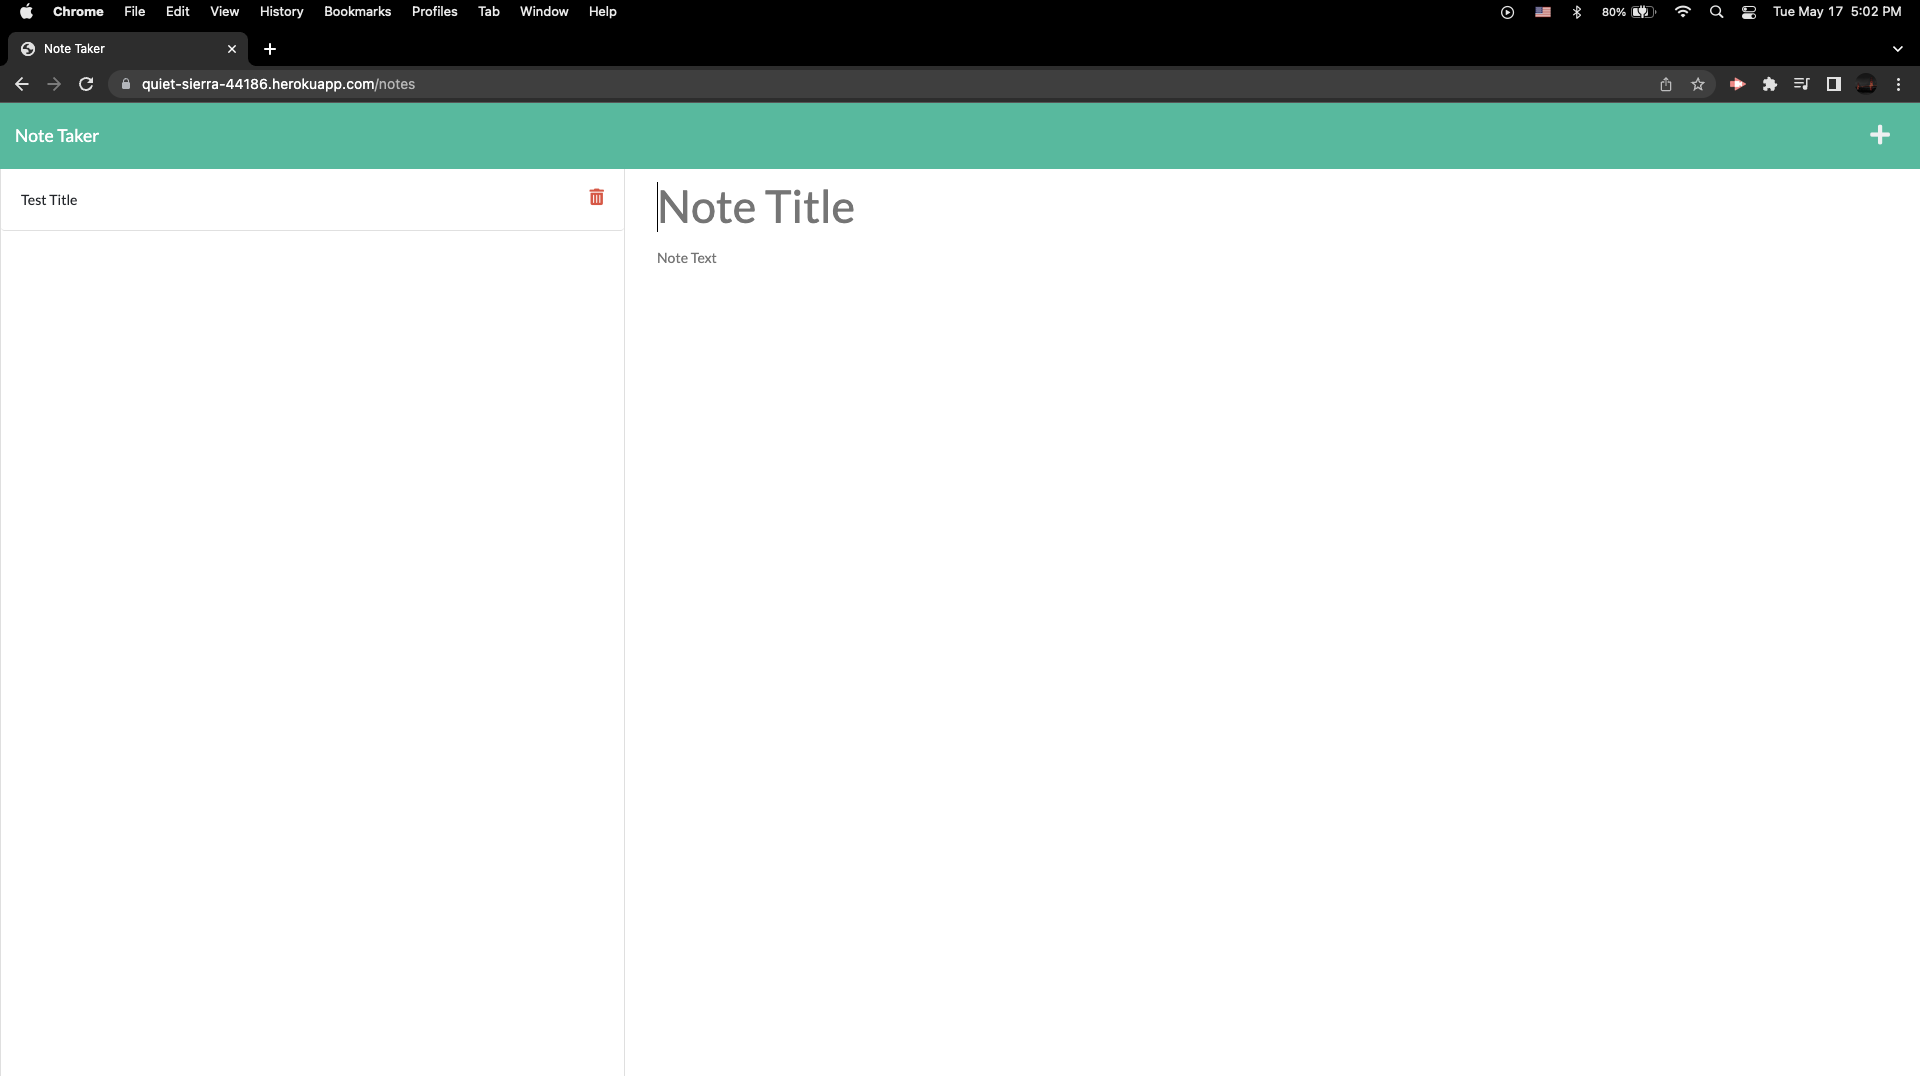 Chrome File Edit View History Bookmarks Profiles Tab Window Help 80% Tue May 17 5:02 PM
Note Taker
quiet-sierra-44186.herokuapp.com/notes
Note Taker
Test Title
Note Title
Note Text